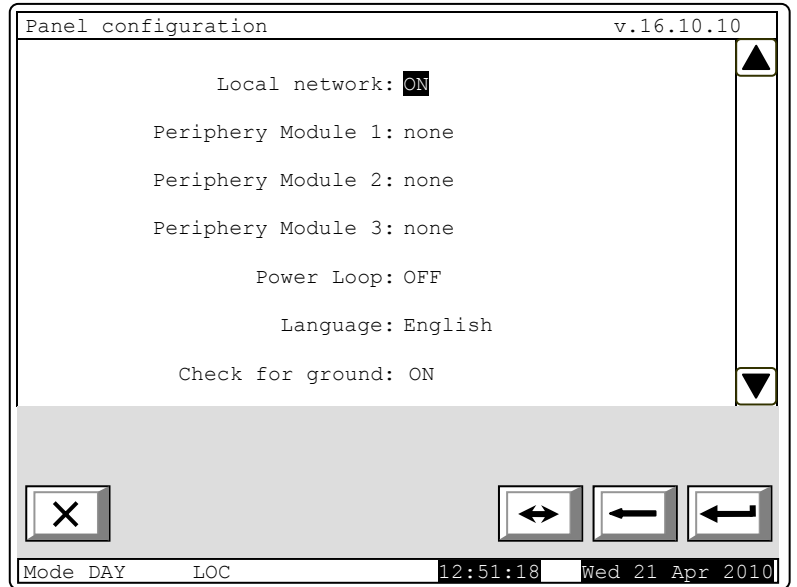 Panel configuration v.16.10.10
Local network: ON
Periphery Module 1: none
Periphery Module 2: none
Periphery Module 3: none
Power Loop: OFF
Language: English
Check for ground: ON
Mode DAY LOC 12:51:18 Wed 21 Apr 2010